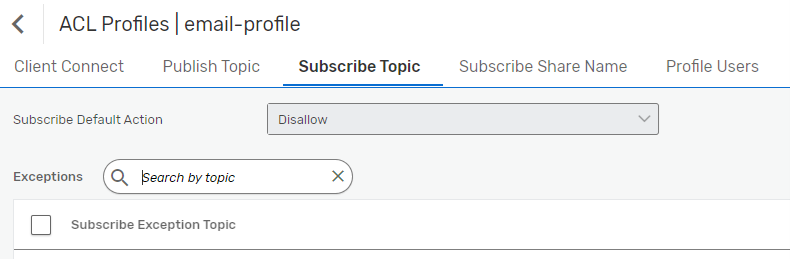 ACL Profiles | email-profile
Client Connect Publish Topic Subscribe Topic Subscribe Share Name Profile Users
Subscribe Default Action Disallow
Exceptions Search by topic
Subscribe Exception Topic